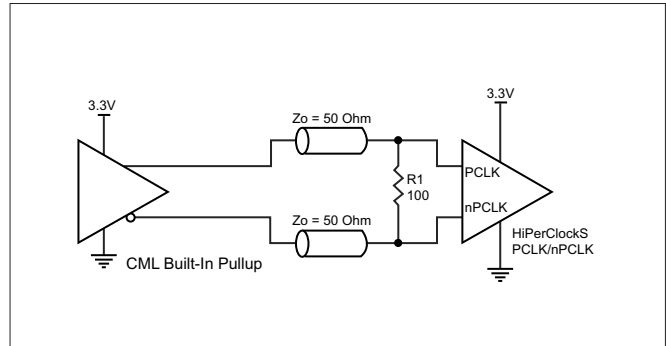 3.3V
3.3V
Zo = 50 Ohm
PCLK
R1
100
nPCLK
Zo = 50 Ohm
HiPerClockS
PCLK/nPCLK
CML Built-In Pullup